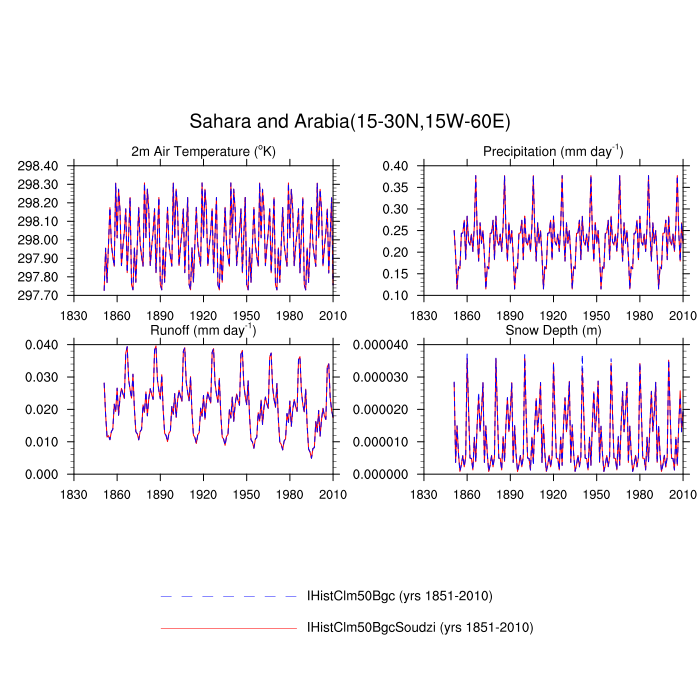 Sahara and Arabia(15-30N,15W-60E)
2m Air Temperature (°K)
298.40
298.30
298.20
298.10
298.00
297.90
297.80
297.70
1830 1860 1890 1920 1950 1980 2010
Precipitation (mm day⁻¹)
0.40
0.35
0.30
0.25
0.20
0.15
0.10
1830 1860 1890 1920 1950 1980 2010
Runoff (mm day⁻¹)
0.040
0.030
0.020
0.010
0.000
1830 1860 1890 1920 1950 1980 2010
Snow Depth (m)
0.000040
0.000030
0.000020
0.000010
0.000000
1830 1860 1890 1920 1950 1980 2010
IHistClm50Bgc (yrs 1851-2010)
IHistClm50BgcSoudzi (yrs 1851-2010)